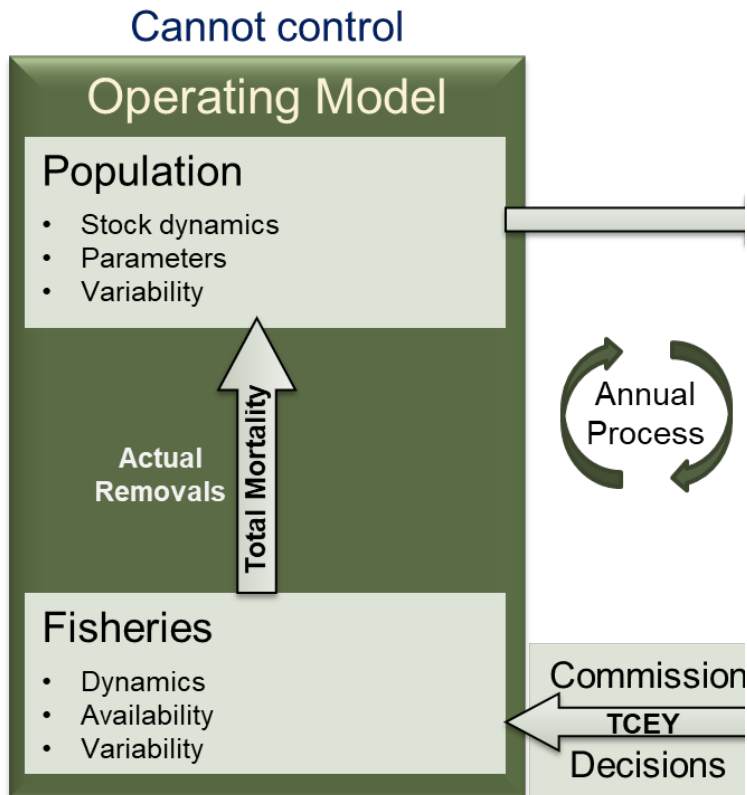 Cannot control
Operating Model
Population
• Stock dynamics
• Parameters
• Variability
Annual
Process
Actual
Removals
Total Mortality
Fisheries
• Dynamics
• Availability
• Variability
Commission
TCEY
Decisions